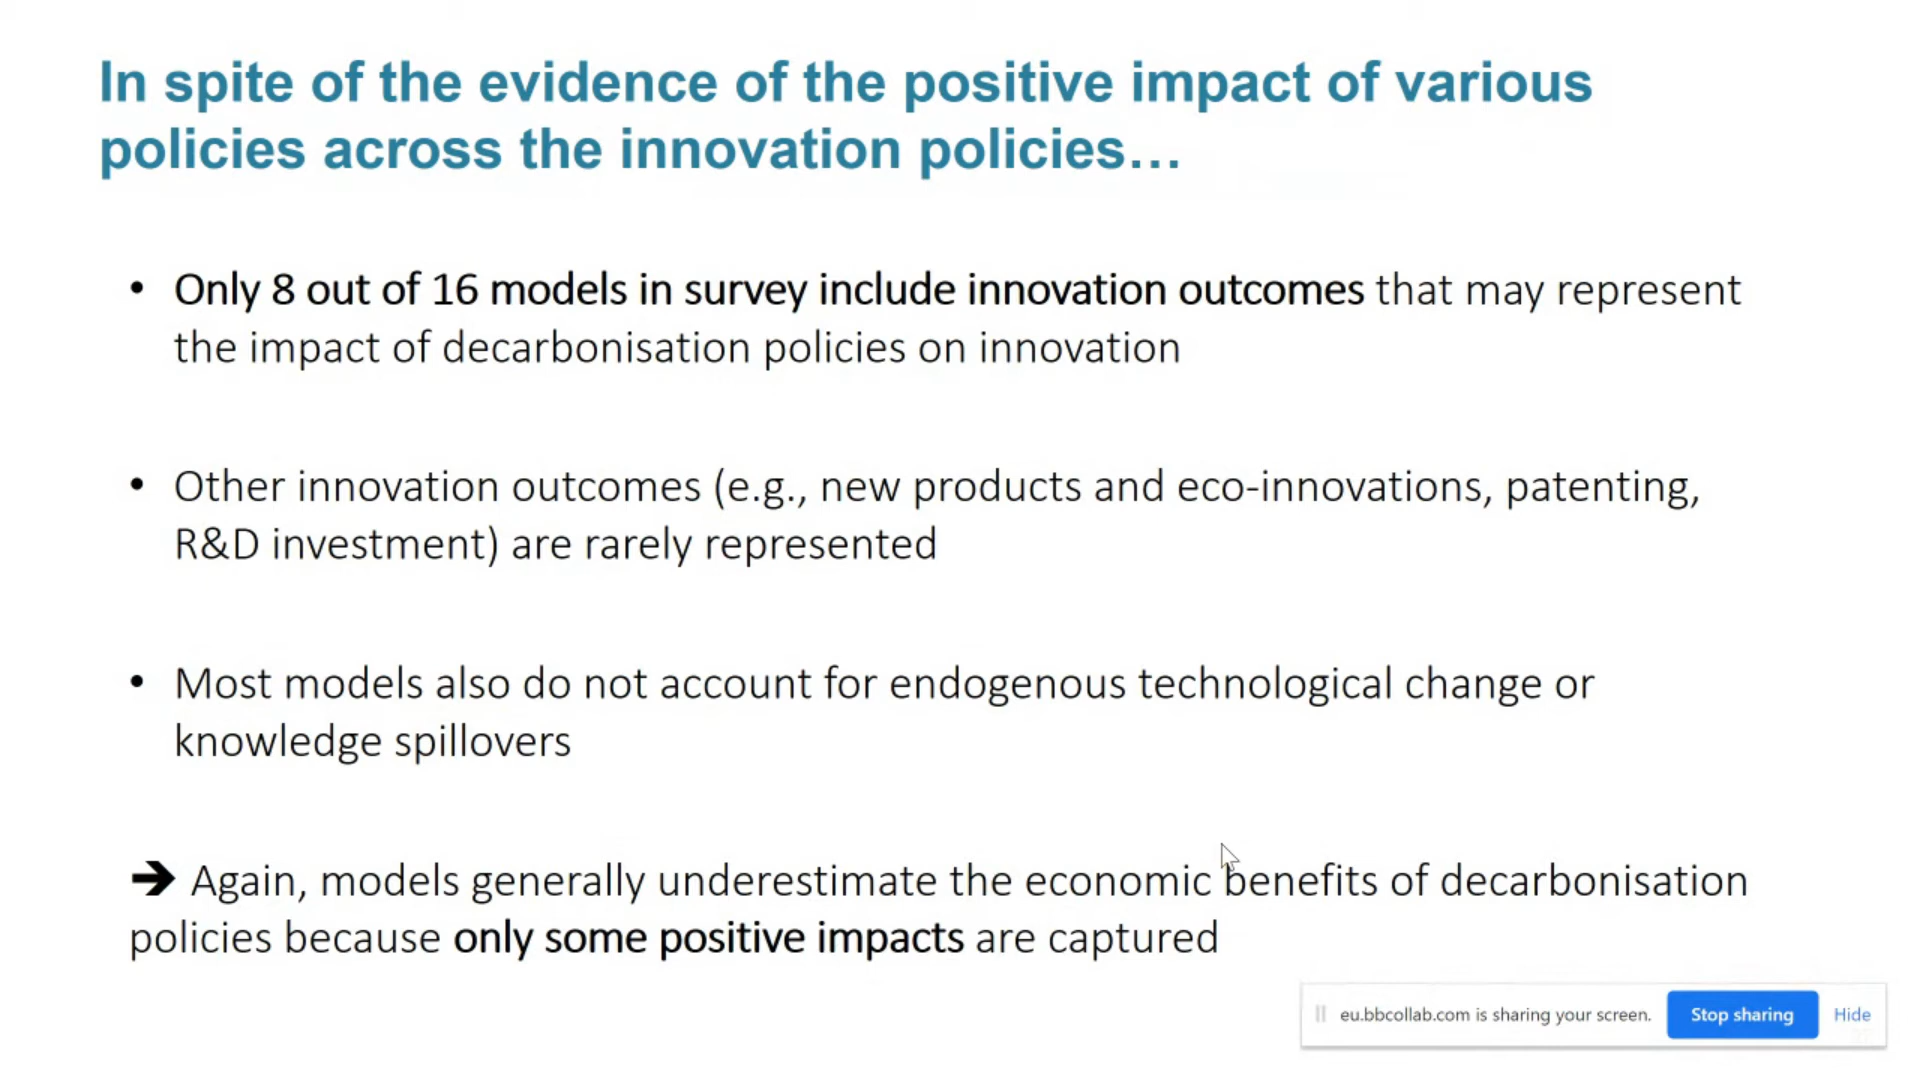 In spite of the evidence of the positive impact of various
policies across the innovation policies…
• Only 8 out of 16 models in survey include innovation outcomes that may represent
the impact of decarbonisation policies on innovation
• Other innovation outcomes (e.g., new products and eco-innovations, patenting,
R&D investment) are rarely represented
• Most models also do not account for endogenous technological change or
knowledge spillovers
➔ Again, models generally underestimate the economic benefits of decarbonisation
policies because only some positive impacts are captured
eu.bbcollab.com is sharing your screen. Stop sharing Hide